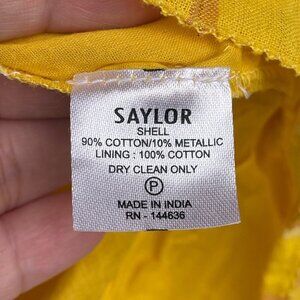 SAYLOR
SHELL
90% COTTON/10% METALLIC
LINING : 100% COTTON
DRY CLEAN ONLY
P
MADE IN INDIA
RN - 144636